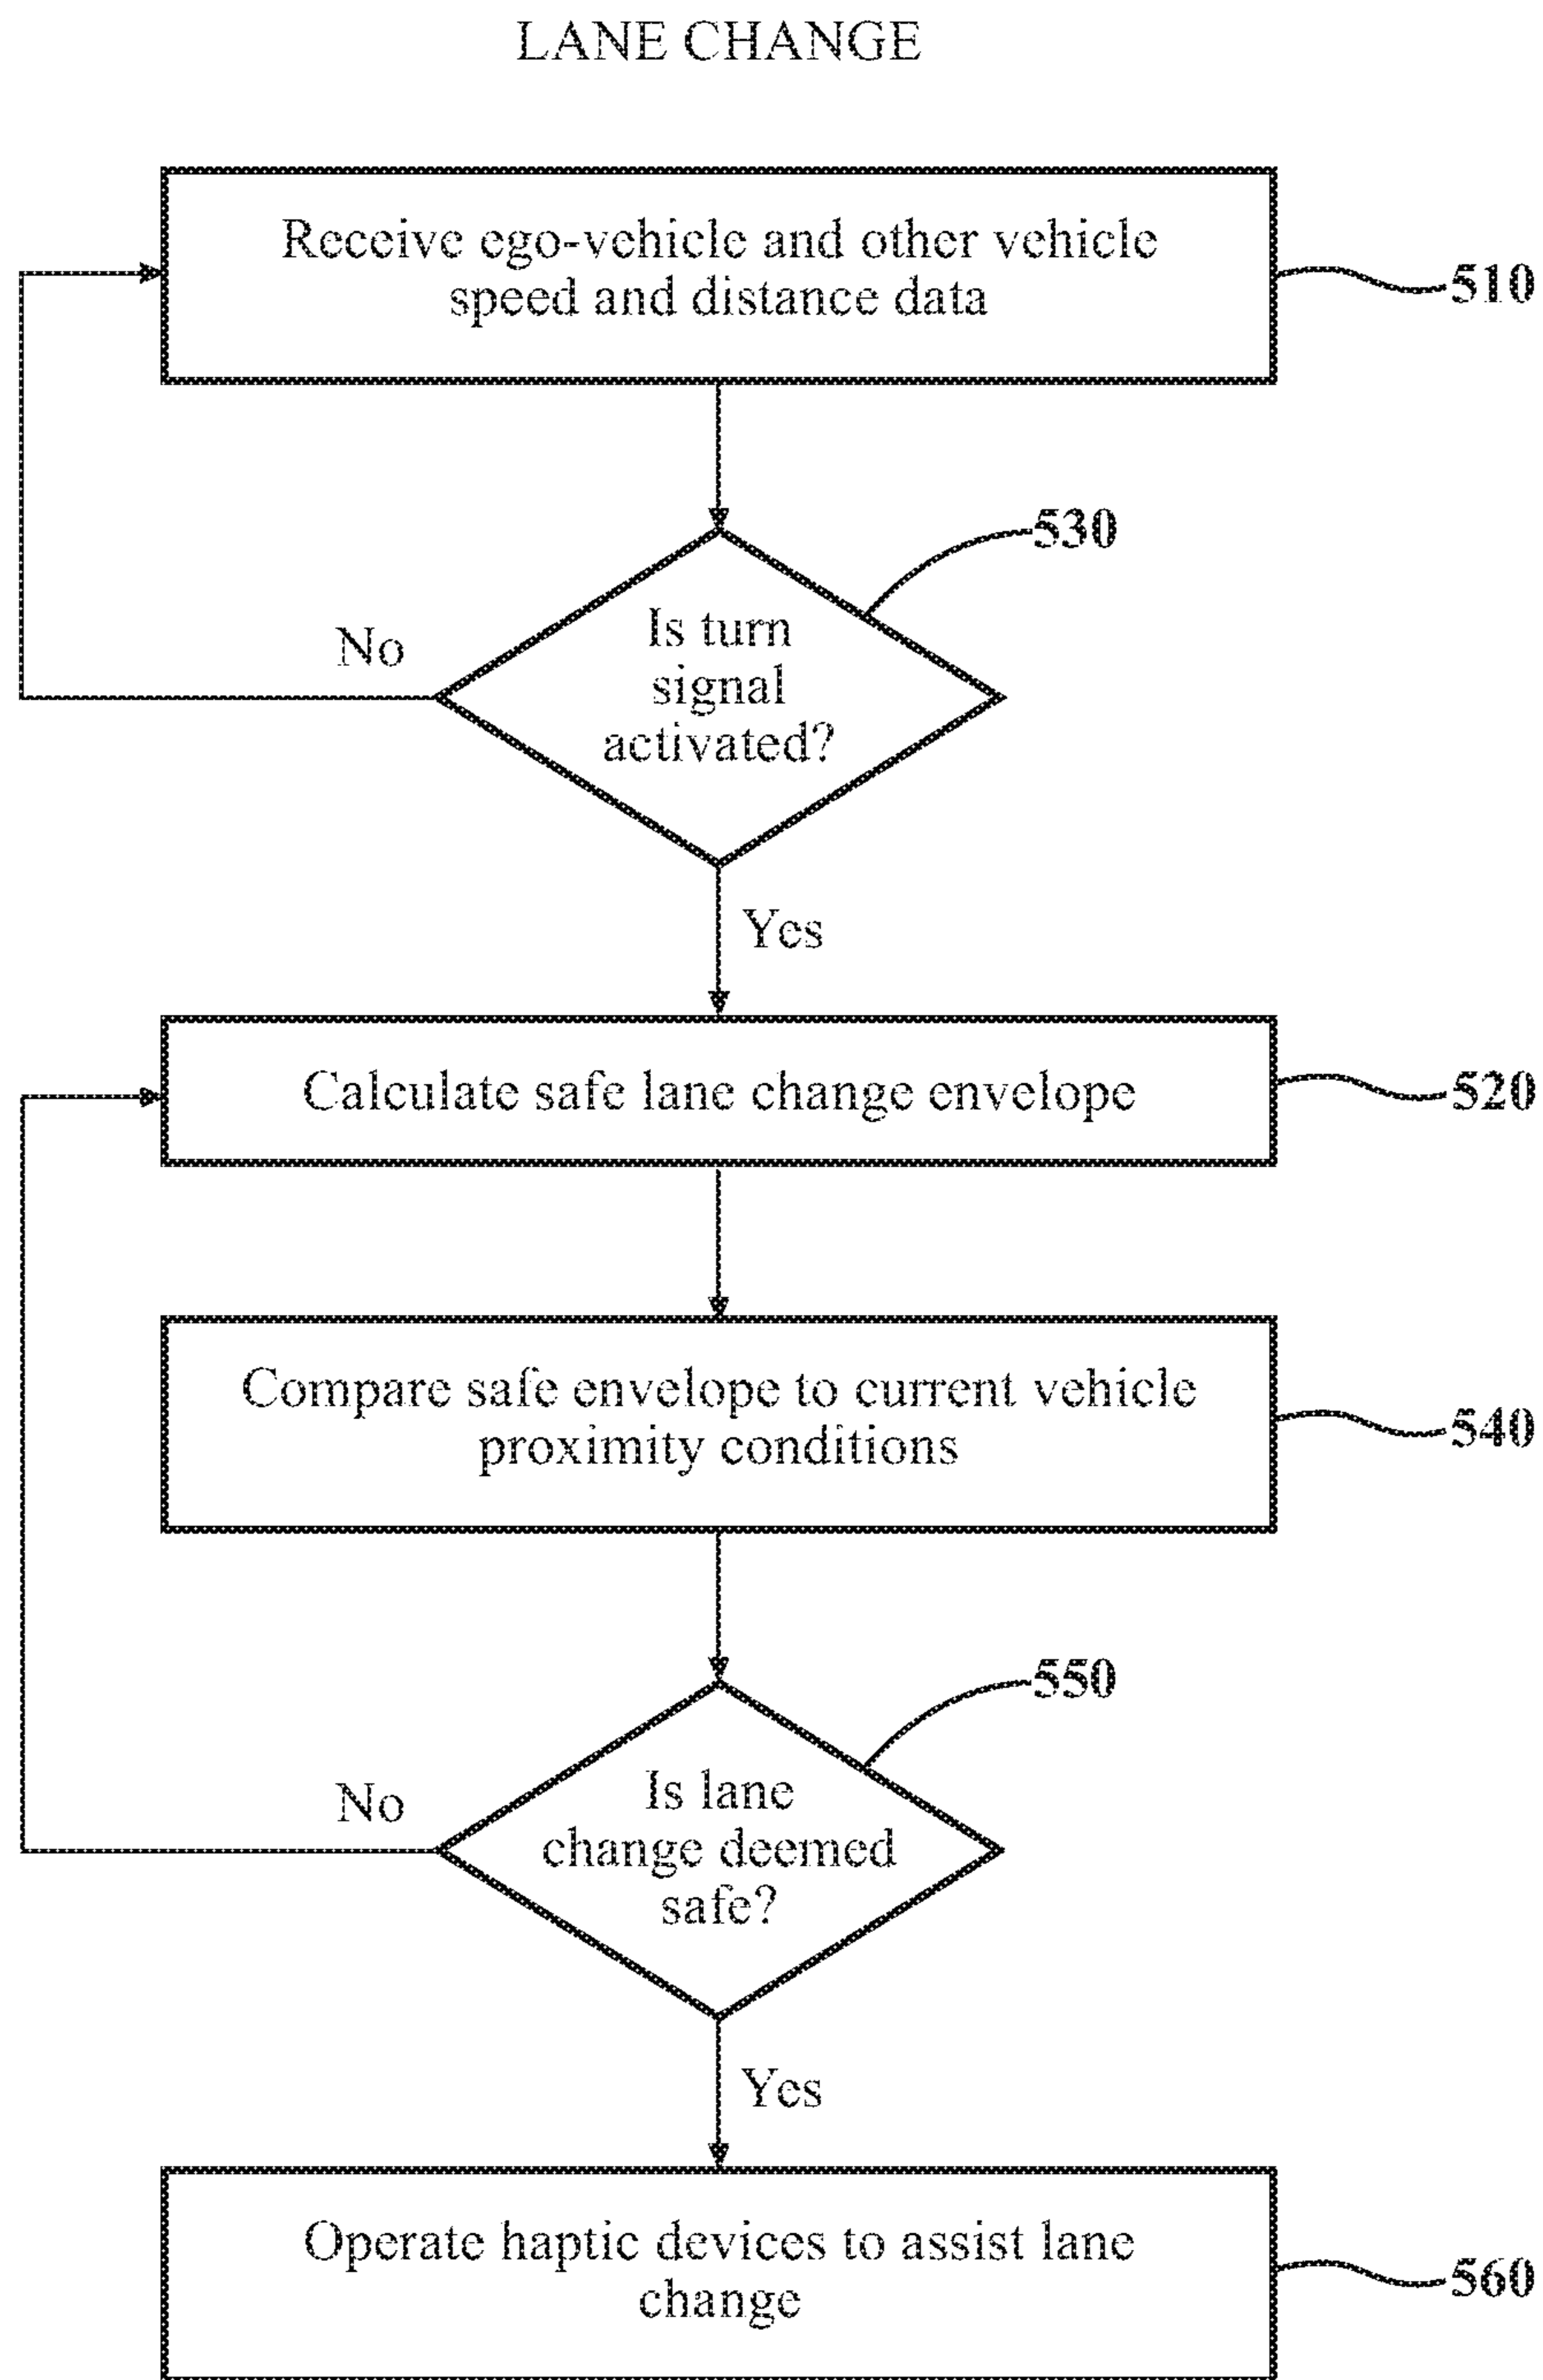 LANE CHANGE
Receive ego-vehicle and other vehicle
speed and distance data
510
530
Is turn
signal
activated?
No
Yes
Calculate safe lane change envelope
520
Compare safe envelope to current vehicle
proximity conditions
540
550
Is lane
change deemed
safe?
No
Yes
Operate haptic devices to assist lane
change
560